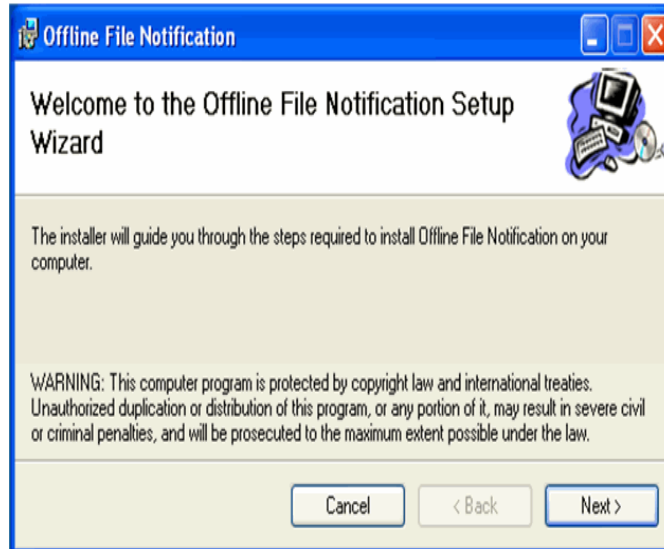 Offline File Notification
Welcome to the Offline File Notification Setup
Wizard
The installer will guide you through the steps required to install Offline File Notification on your
computer.
WARNING: This computer program is protected by copyright law and international treaties.
Unauthorized duplication or distribution of this program, or any portion of it, may result in severe civil
or criminal penalties, and will be prosecuted to the maximum extent possible under the law.
Cancel
< Back
Next >